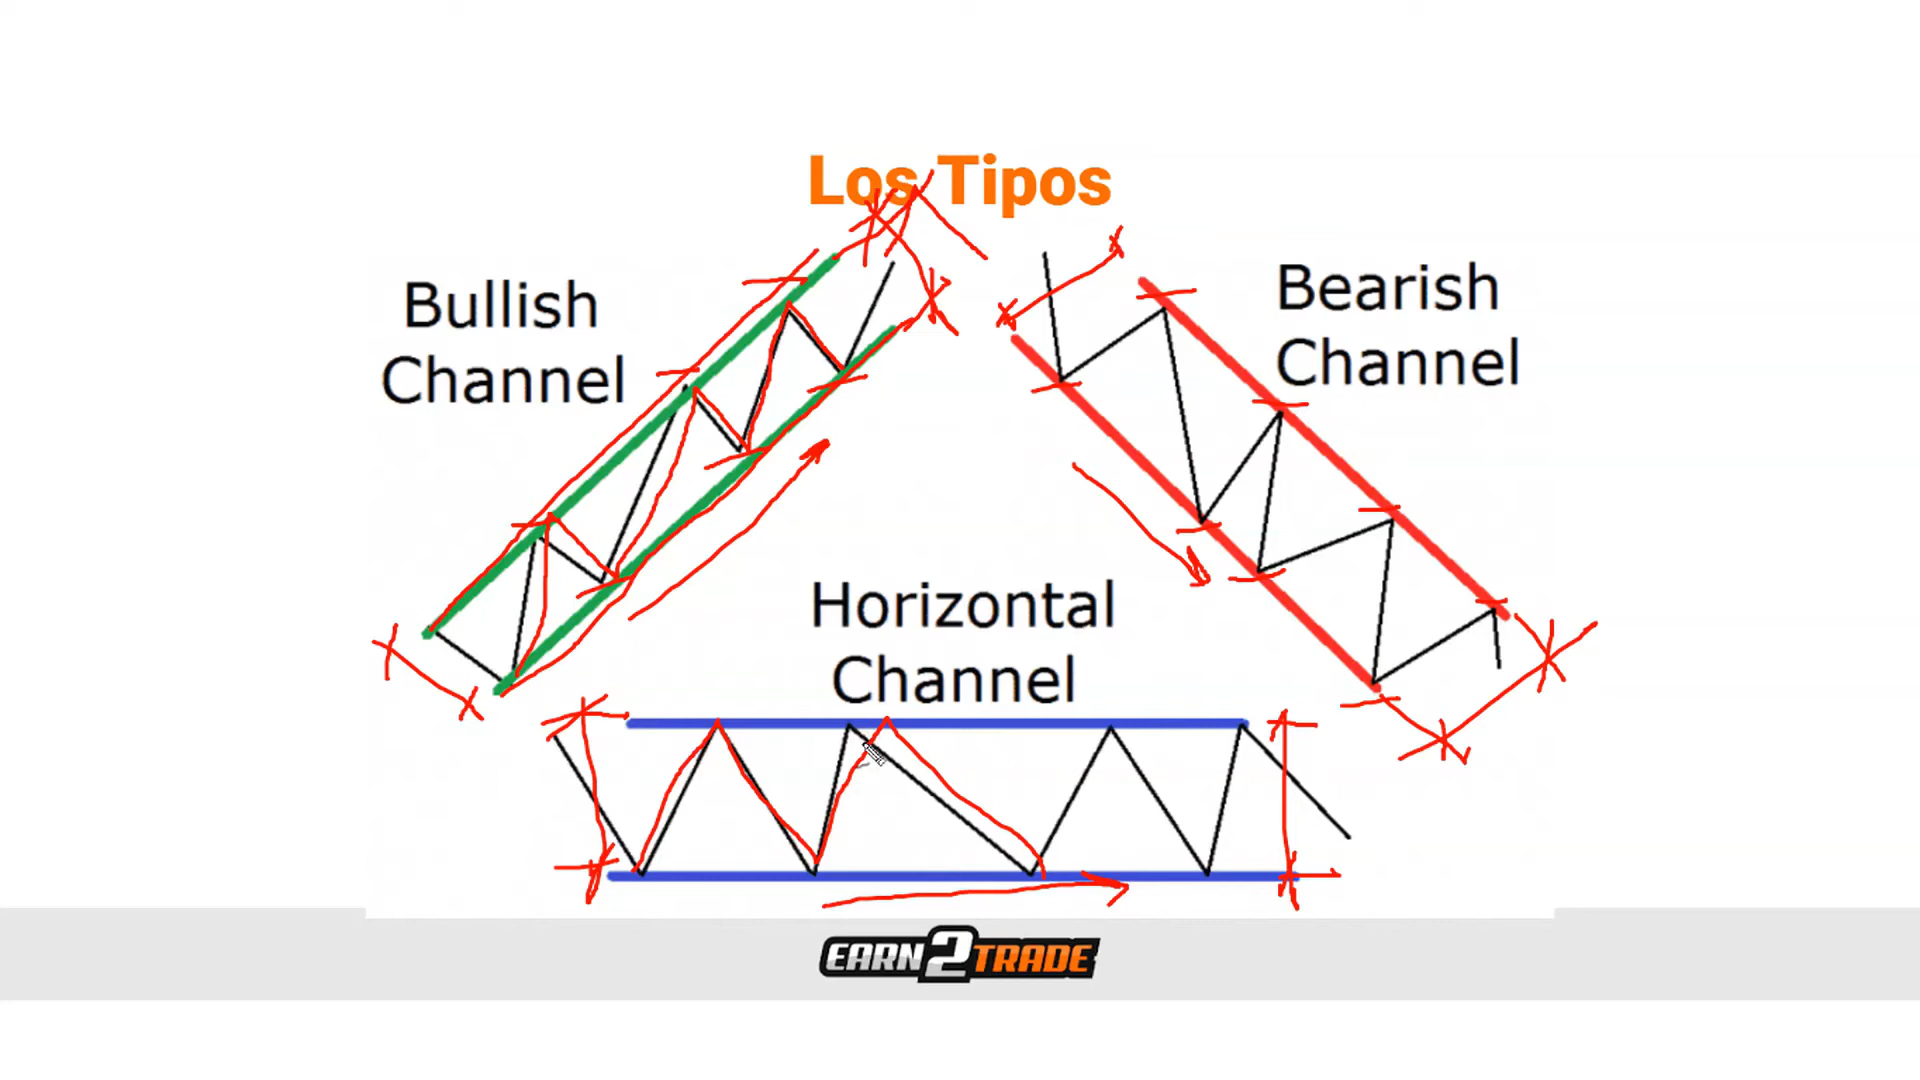 Los Tipos
Bullish
Channel
Bearish
Channel
Horizontal
Channel
EARN2TRADE